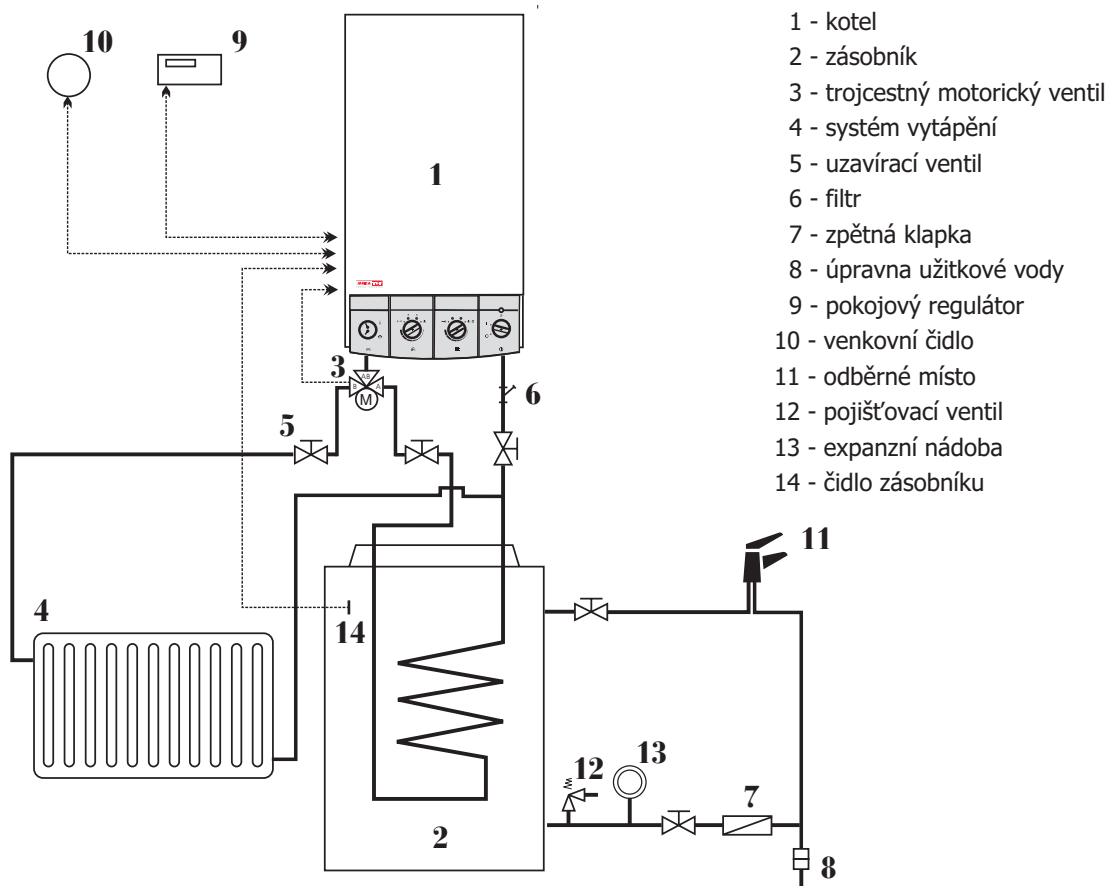 1 - kotel
2 - zásobník
3 - trojcestný motorický ventil
4 - systém vytápění
5 - uzavírací ventil
6 - filtr
7 - zpětná klapka
8 - úpravna užitkové vody
9 - pokojový regulátor
10 - venkovní čidlo
11 - odběrné místo
12 - pojišťovací ventil
13 - expanzní nádoba
14 - čidlo zásobníku
10
9
1
3
AB
B
A
M
6
5
11
4
14
13
12
7
2
8